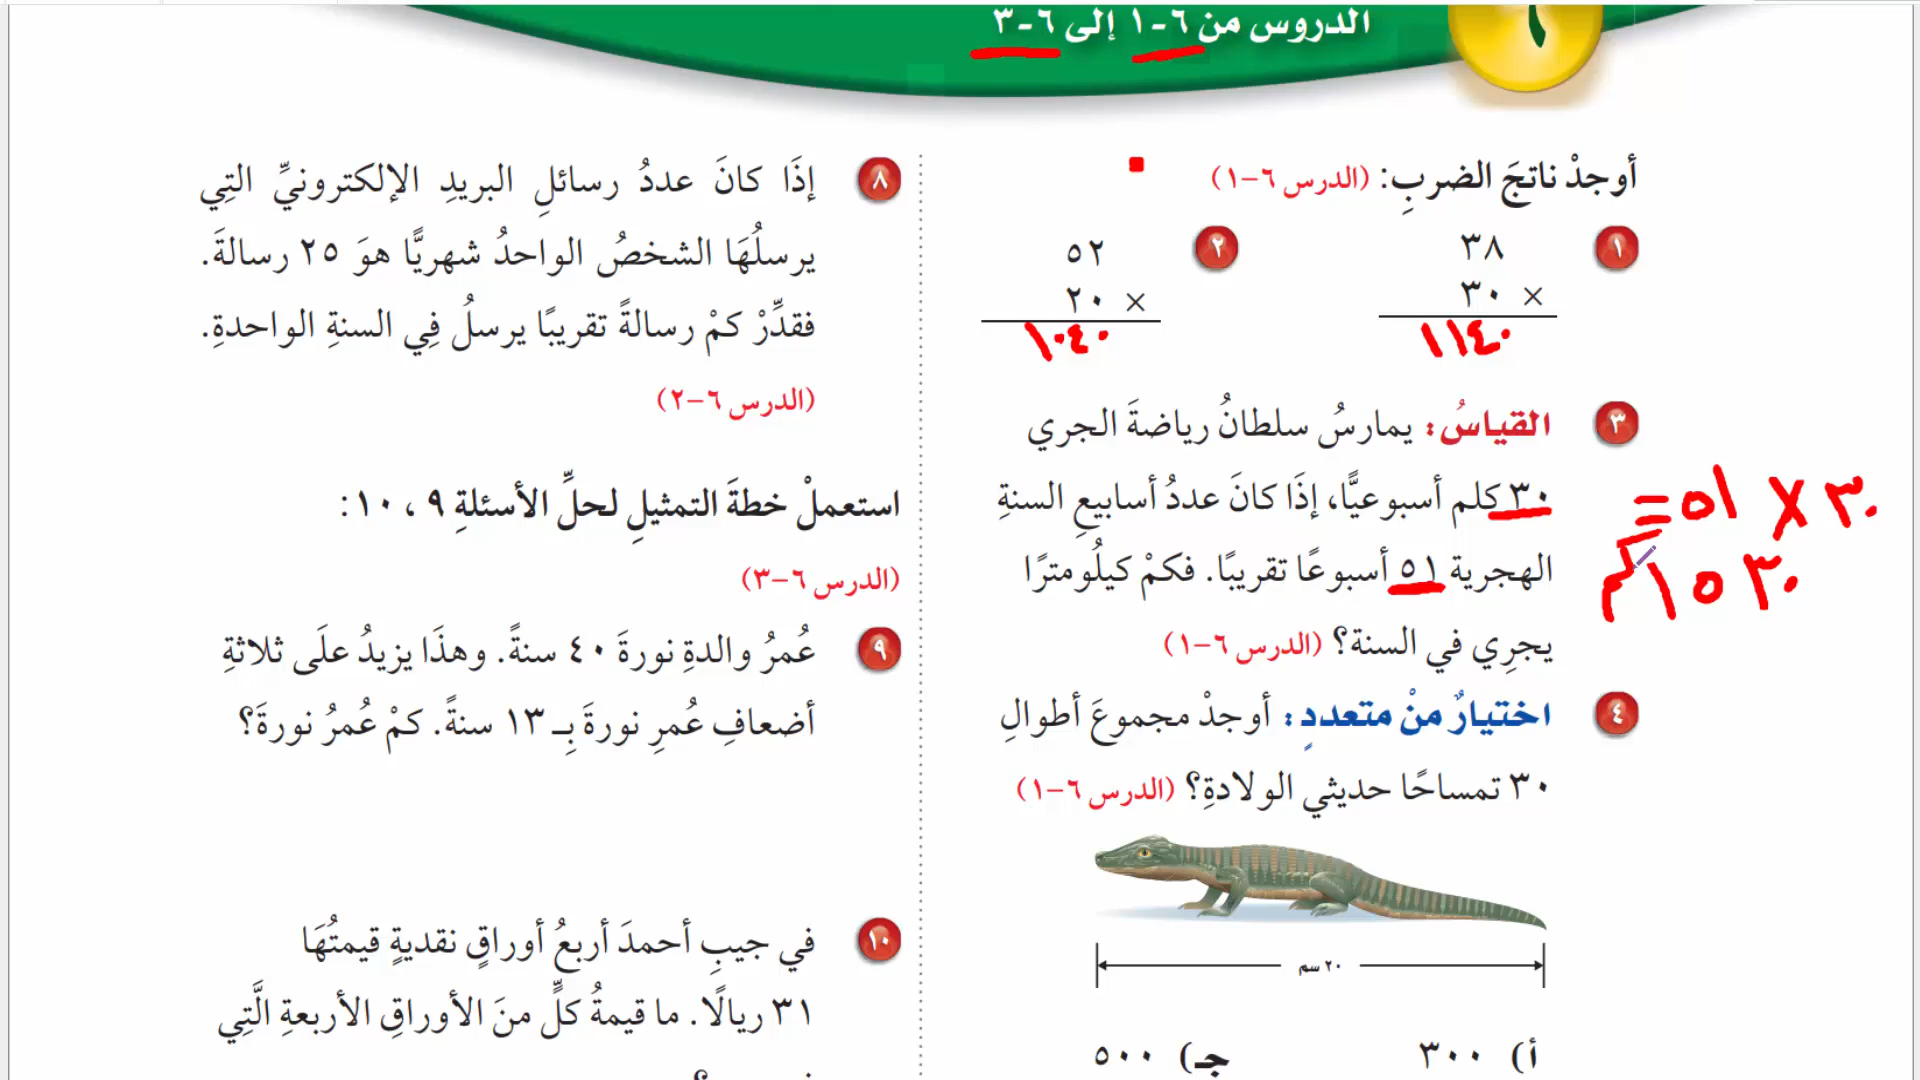 الدروس من ٦-١ إلى ٦-٣
أوجدْ ناتجَ الضربِ: (الدرس ٦-١)
١
٣٨
٣٠ ×
١١٤٠
٢
٥٢
٢٠ ×
١٠٤٠
٣ القياسُ: يمارسُ سلطانُ رياضةَ الجري
٣٠ كلم أسبوعيًّا، إذَا كانَ عددُ أسابيعِ السنةِ
الهجرية ٥١ أسبوعًا تقريبًا. فكمْ كيلُومترًا
يجرِي في السنة؟ (الدرس ٦-١)
٣٠ × ٥١ =
١٥٣٠ كم
٤ اختيارٌ منْ متعددٍ: أوجدْ مجموعَ أطوالِ
٣٠ تمساحًا حديثي الولادةِ؟ (الدرس ٦-١)
٢٠ سم
أ) ٣٠٠
جـ) ٥٠٠
٨ إذَا كانَ عددُ رسائلِ البريدِ الإلكترونيِّ التِي
يرسلُهَا الشخصُ الواحدُ شهريًّا هوَ ٢٥ رسالةَ.
فقدِّرْ كمْ رسالةً تقريبًا يرسلُ فِي السنةِ الواحدةِ.
(الدرس ٦-٢)
استعملْ خطةَ التمثيلِ لحلِّ الأسئلةِ ٩ ، ١٠ :
(الدرس ٦-٣)
٩ عُمرُ والدةِ نورةَ ٤٠ سنةً. وهذَا يزيدُ علَى ثلاثةِ
أضعافِ عُمرِ نورةَ بِـ ١٣ سنةً. كمْ عُمرُ نورةَ؟
١٠ في جيبِ أحمدَ أربعُ أوراقٍ نقديةٍ قيمتُهَا
٣١ ريالًا. ما قيمةُ كلٍّ منَ الأوراقِ الأربعةِ الَّتِي